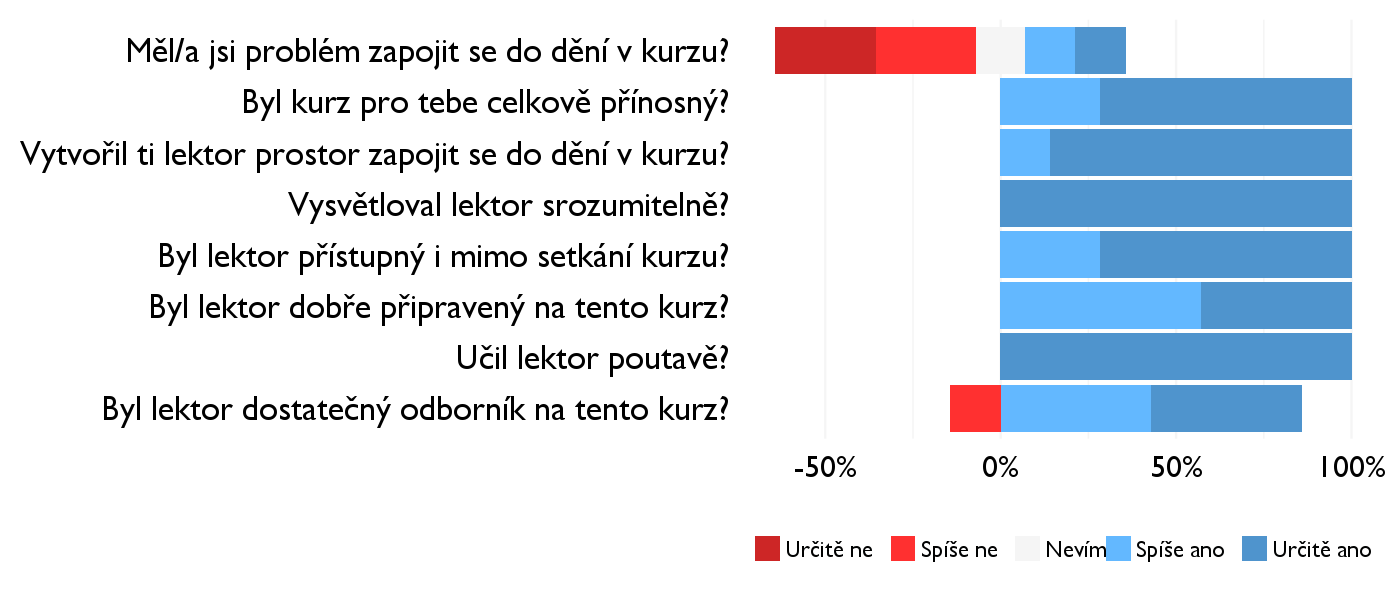 Měl/a jsi problém zapojit se do dění v kurzu?
Byl kurz pro tebe celkově přínosný?
Vytvořil ti lektor prostor zapojit se do dění v kurzu?
Vysvětloval lektor srozumitelně?
Byl lektor přístupný i mimo setkání kurzu?
Byl lektor dobře připravený na tento kurz?
Učil lektor poutavě?
Byl lektor dostatečný odborník na tento kurz?
-50% 0% 50% 100%
Určitě ne Spíše ne Nevím Spíše ano Určitě ano